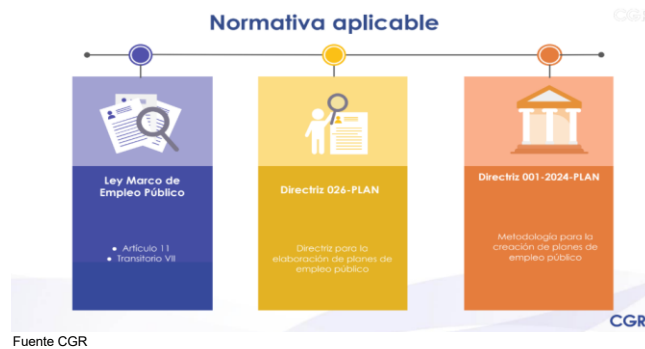 Normativa aplicable
CGR
Ley Marco de
Empleo Público
• Artículo 11
• Transitorio VII
Directriz 026-PLAN
Directriz para la
elaboración de planes de
empleo público
Directriz 001-2024-PLAN
Metodología para la
creación de planes de
empleo público
CGR
Fuente CGR